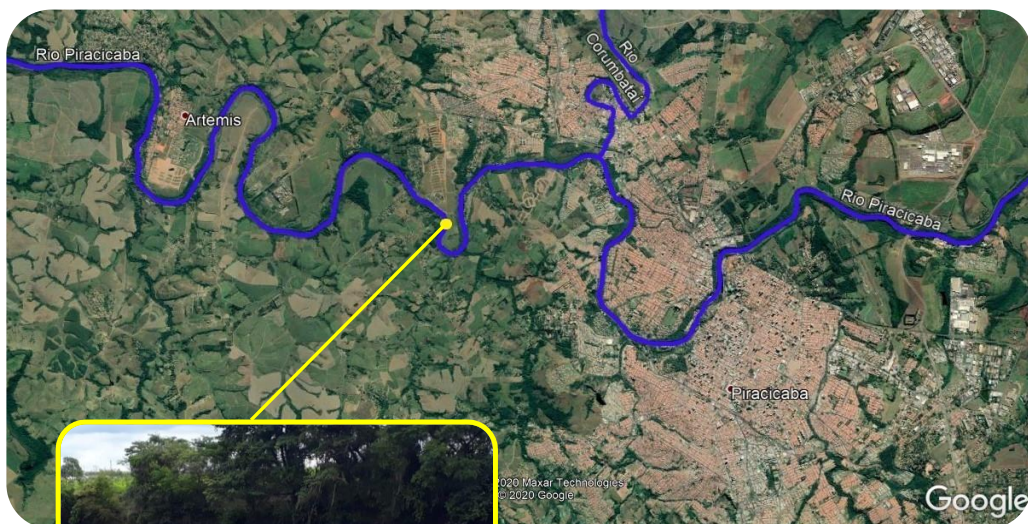 Rio Piracicaba
Rio
Corumbataí
Artemis
Rio Piracicaba
Piracicaba
2020 Maxar Technologies
© 2020 Google
Google